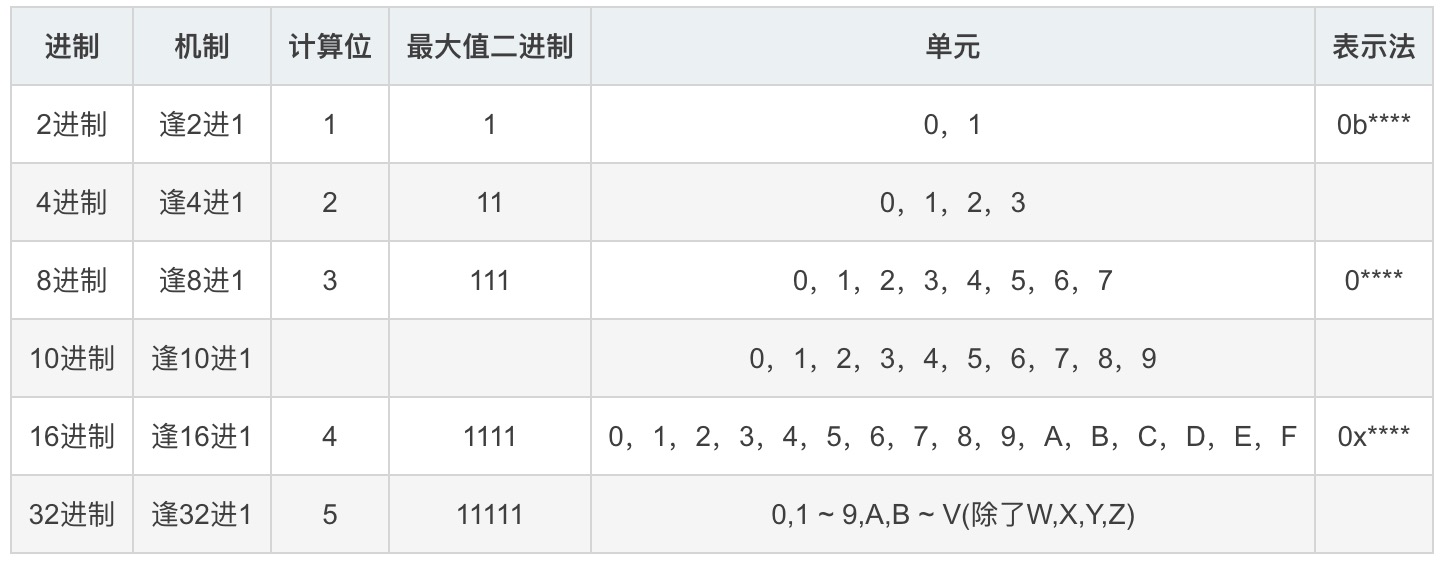 进制 机制 计算位 最大值二进制 单元 表示法
2进制 逢2进1 1 1 0，1 0b****
4进制 逢4进1 2 11 0，1，2，3
8进制 逢8进1 3 111 0，1，2，3，4，5，6，7 0****
10进制 逢10进1 0，1，2，3，4，5，6，7，8，9
16进制 逢16进1 4 1111 0，1，2，3，4，5，6，7，8，9，A，B，C，D，E，F 0x****
32进制 逢32进1 5 11111 0,1 ~ 9,A,B ~ V(除了W,X,Y,Z)